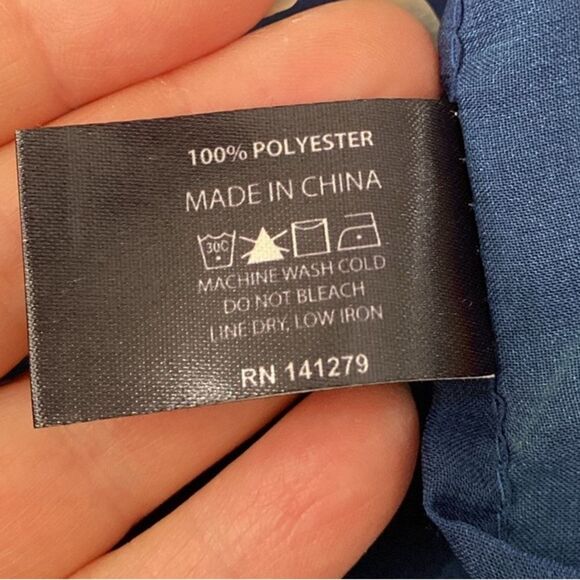 100% POLYESTER
MADE IN CHINA
30C
MACHINE WASH COLD
DO NOT BLEACH
LINE DRY, LOW IRON
RN 141279